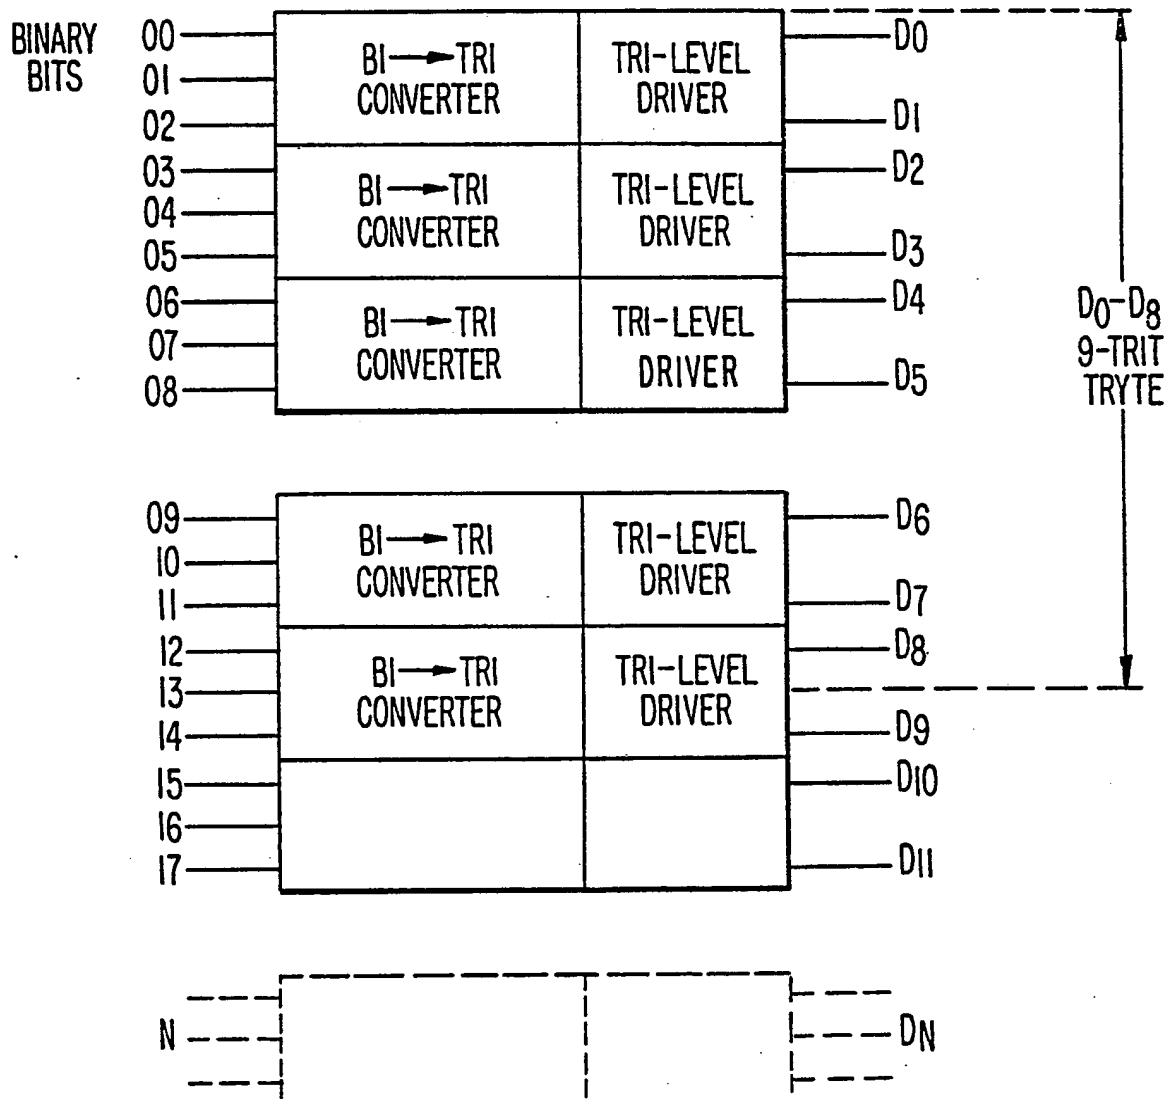 BINARY
BITS
00
01
02
BI → TRI
CONVERTER
TRI-LEVEL
DRIVER
D0
D1
03
04
05
BI → TRI
CONVERTER
TRI-LEVEL
DRIVER
D2
D3
06
07
08
BI → TRI
CONVERTER
TRI-LEVEL
DRIVER
D4
D5
D0-D8
9-TRIT
TRYTE
09
10
11
BI → TRI
CONVERTER
TRI-LEVEL
DRIVER
D6
D7
12
13
14
BI → TRI
CONVERTER
TRI-LEVEL
DRIVER
D8
D9
15
16
17
D10
D11
N
DN